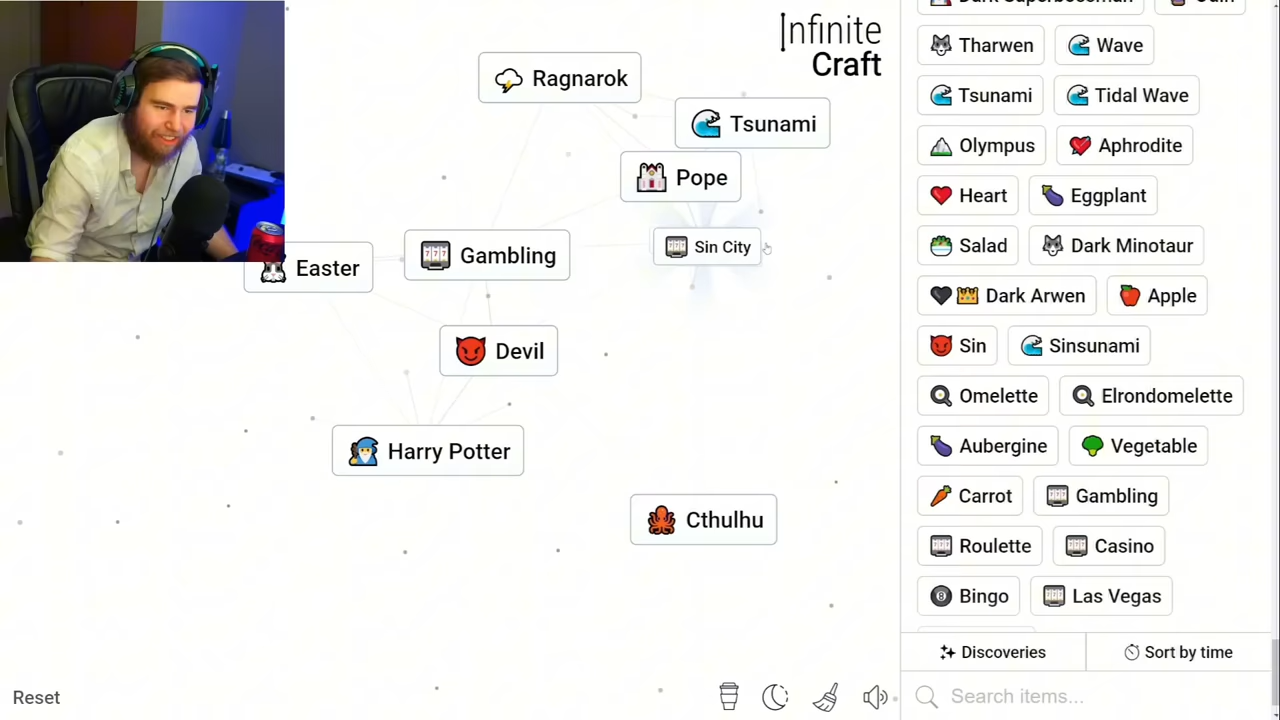 Infinite
Craft
Ragnarok
Tsunami
Pope
Sin City
Gambling
Easter
Devil
Harry Potter
Cthulhu
Reset
Tharwen
Wave
Tsunami
Tidal Wave
Olympus
Aphrodite
Heart
Eggplant
Salad
Dark Minotaur
Dark Arwen
Apple
Sin
Sinsunami
Omelette
Elrondomelette
Aubergine
Vegetable
Carrot
Gambling
Roulette
Casino
Bingo
Las Vegas
Discoveries
Sort by time
Search items...